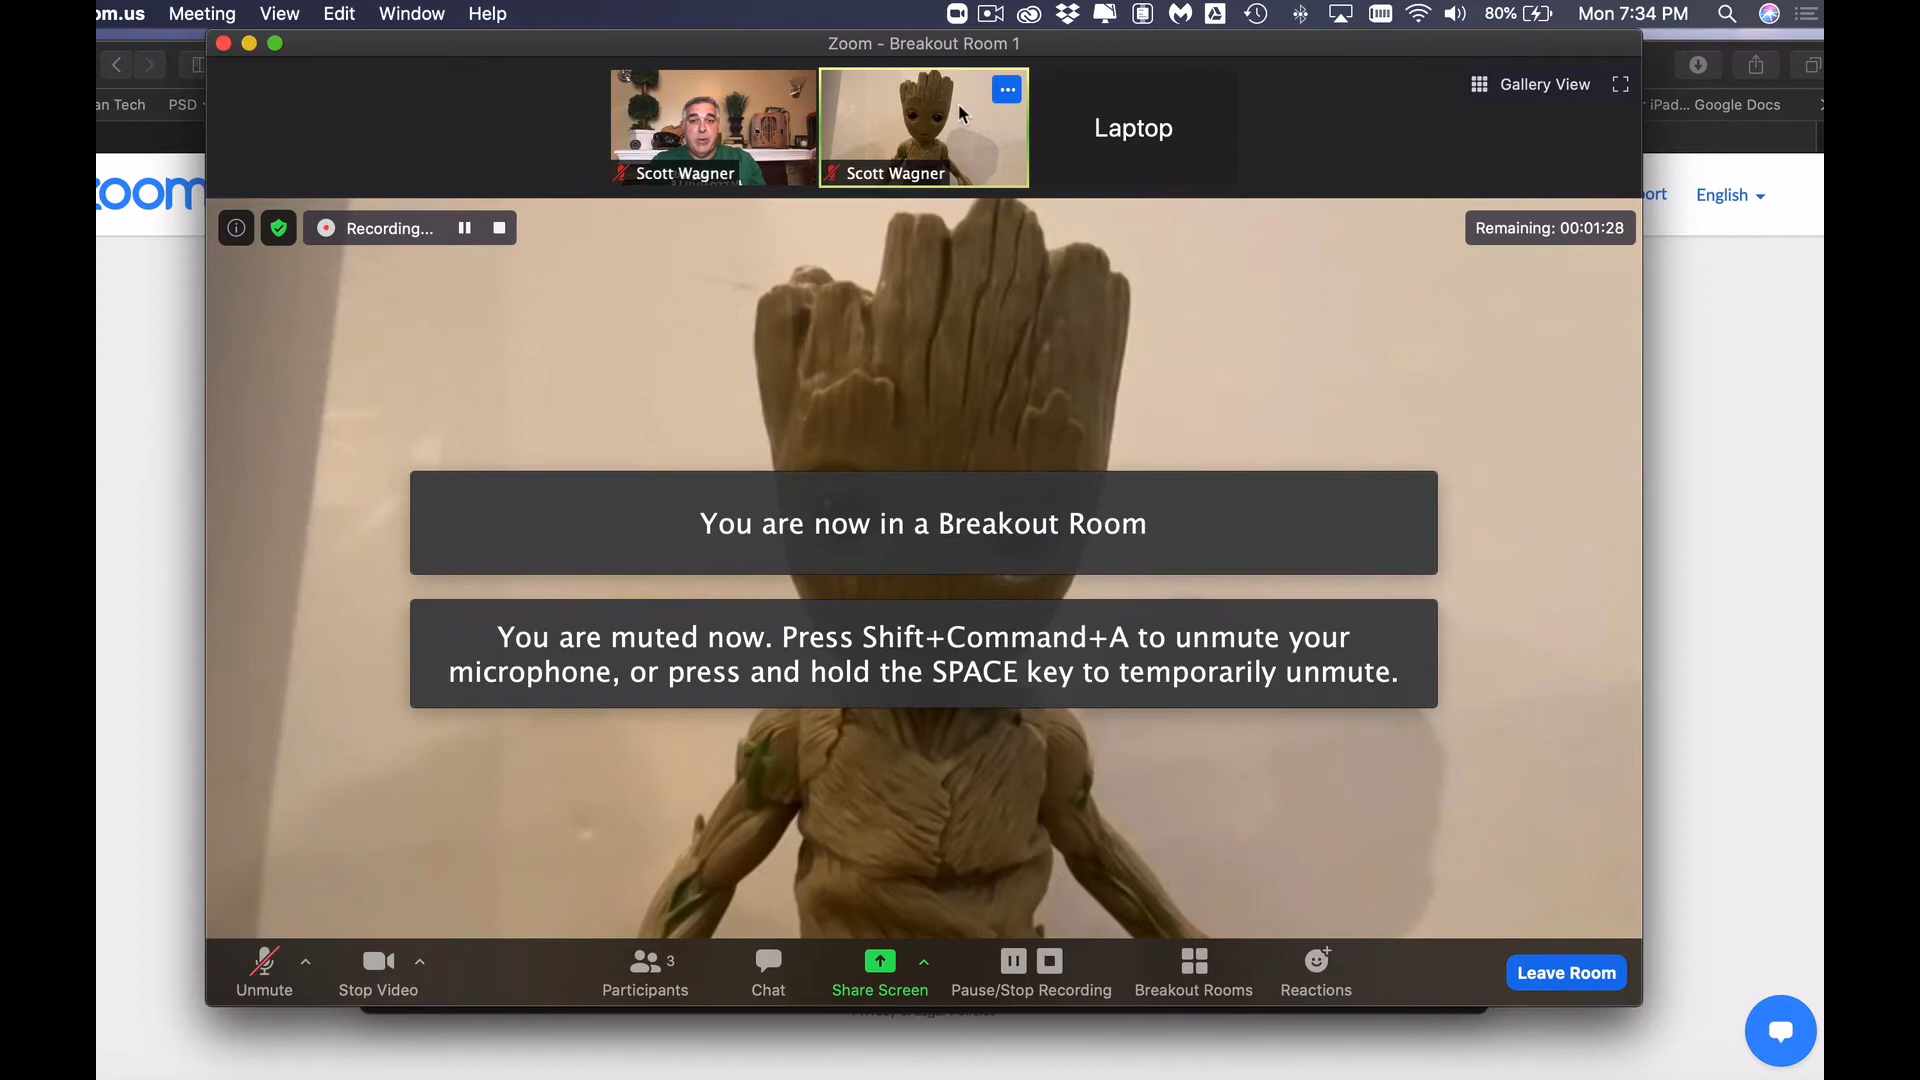 om.us Meeting View Edit Window Help 80% Mon 7:34 PM
Zoom - Breakout Room 1
Gallery View
an Tech PSD iPad... Google Docs
Laptop
Scott Wagner Scott Wagner
zoom port English
Recording... Remaining: 00:01:28
You are now in a Breakout Room
You are muted now. Press Shift+Command+A to unmute your
microphone, or press and hold the SPACE key to temporarily unmute.
3
Unmute Stop Video Participants Chat Share Screen Pause/Stop Recording Breakout Rooms Reactions Leave Room